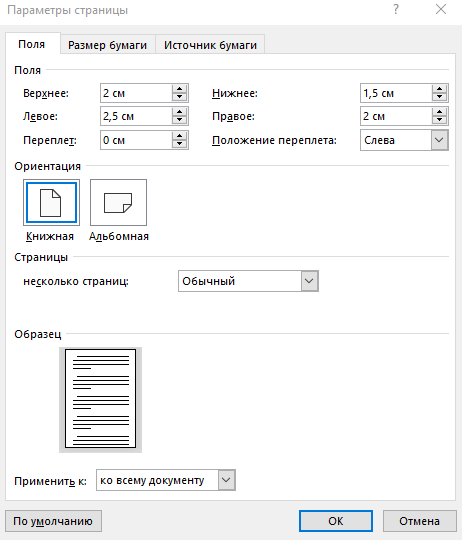 Параметры страницы
Поля Размер бумаги Источник бумаги
Поля
Верхнее: 2 см Нижнее: 1,5 см
Левое: 2,5 см Правое: 2 см
Переплет: 0 см Положение переплета: Слева
Ориентация
Книжная Альбомная
Страницы
несколько страниц: Обычный
Образец
Применить к: ко всему документу
По умолчанию ОК Отмена